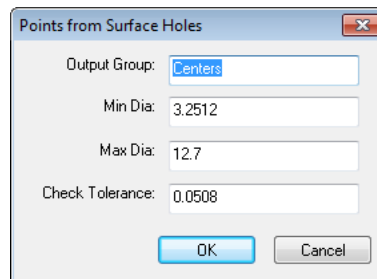 Points from Surface Holes
Output Group: Centers
Min Dia: 3.2512
Max Dia: 12.7
Check Tolerance: 0.0508
OK Cancel